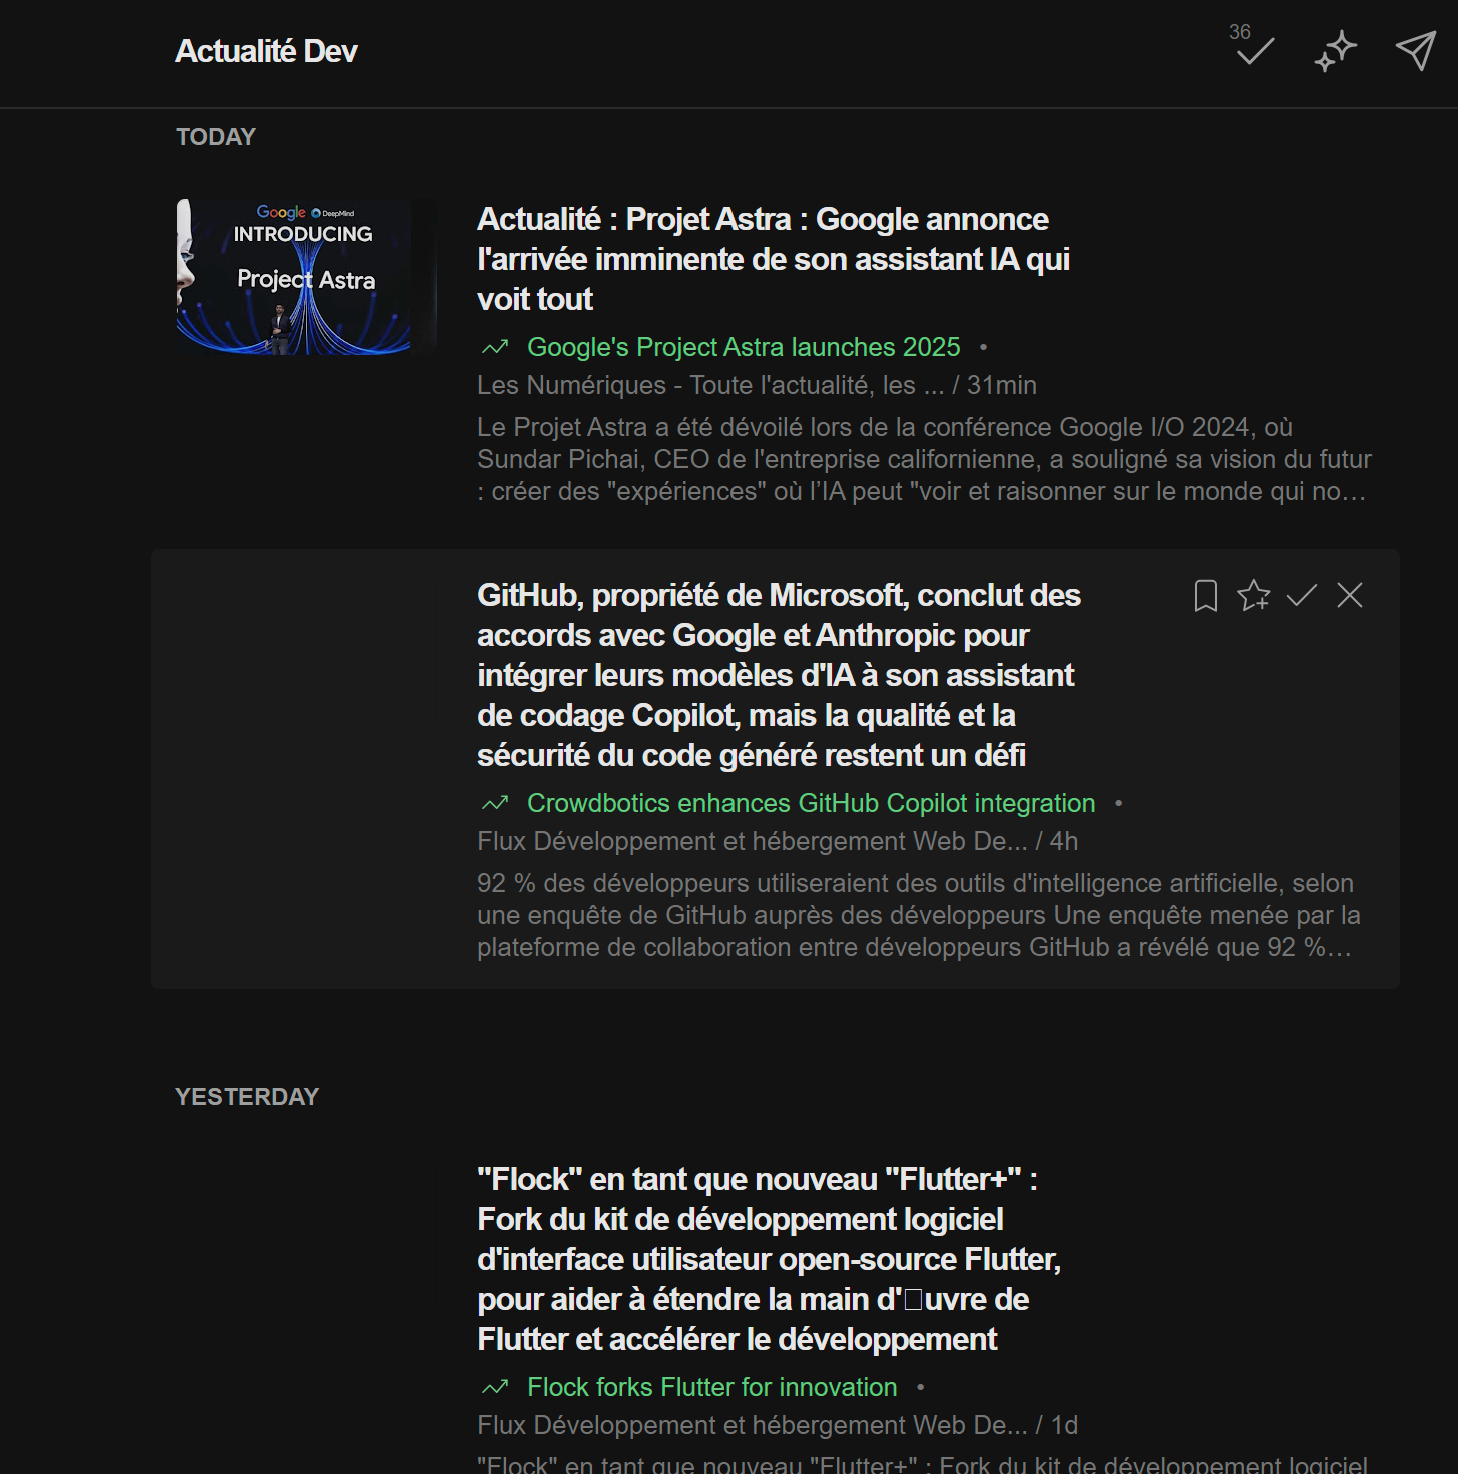 Actualité Dev
36
TODAY
Google DeepMind
INTRODUCING
Project Astra
Actualité : Projet Astra : Google annonce
l'arrivée imminente de son assistant IA qui
voit tout
Google's Project Astra launches 2025 •
Les Numériques - Toute l'actualité, les ... / 31min
Le Projet Astra a été dévoilé lors de la conférence Google I/O 2024, où
Sundar Pichai, CEO de l'entreprise californienne, a souligné sa vision du futur
: créer des "expériences" où l’IA peut "voir et raisonner sur le monde qui no…
GitHub, propriété de Microsoft, conclut des
accords avec Google et Anthropic pour
intégrer leurs modèles d'IA à son assistant
de codage Copilot, mais la qualité et la
sécurité du code généré restent un défi
Crowdbotics enhances GitHub Copilot integration •
Flux Développement et hébergement Web De... / 4h
92 % des développeurs utiliseraient des outils d'intelligence artificielle, selon
une enquête de GitHub auprès des développeurs Une enquête menée par la
plateforme de collaboration entre développeurs GitHub a révélé que 92 %…
YESTERDAY
"Flock" en tant que nouveau "Flutter+" :
Fork du kit de développement logiciel
d'interface utilisateur open-source Flutter,
pour aider à étendre la main d'□uvre de
Flutter et accélérer le développement
Flock forks Flutter for innovation •
Flux Développement et hébergement Web De... / 1d
"Flock" en tant que nouveau "Flutter+" : Fork du kit de développement logiciel